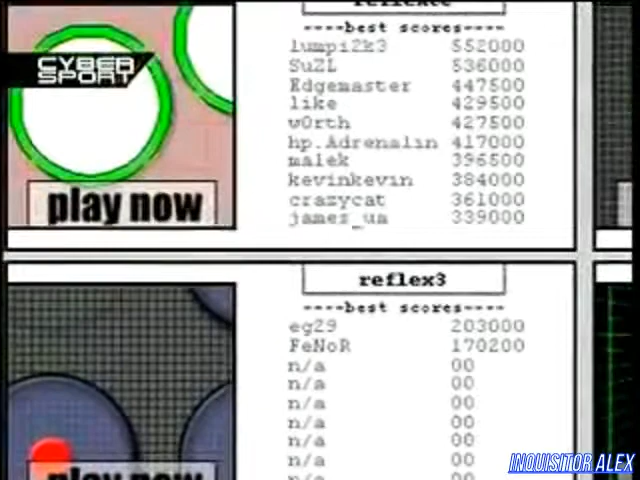 ----best scores----
lumpi2k3 552000
SuZL 536000
Edgemaster 447500
like 429500
w0rth 427500
hp.Adrenalin 417000
malek 396500
kevinkevin 384000
crazycat 361000
james_ua 339000
CYBER
SPORT
play now
reflex3
----best scores----
eg29 203000
FeNoR 170200
n/a 00
n/a 00
n/a 00
n/a 00
n/a 00
n/a 00
play now
INQUISITOR ALEX